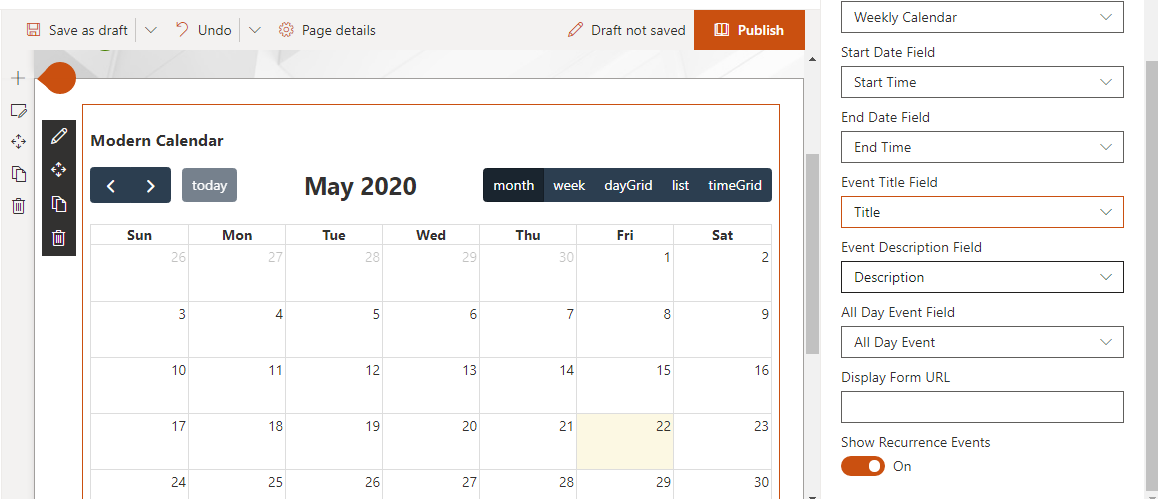 Save as draft Undo Page details Draft not saved Publish
Modern Calendar
today May 2020 month week dayGrid list timeGrid
Sun Mon Tue Wed Thu Fri Sat
26 27 28 29 30 1 2
3 4 5 6 7 8 9
10 11 12 13 14 15 16
17 18 19 20 21 22 23
24 25 26 27 28 29 30
Weekly Calendar
Start Date Field
Start Time
End Date Field
End Time
Event Title Field
Title
Event Description Field
Description
All Day Event Field
All Day Event
Display Form URL
Show Recurrence Events
On